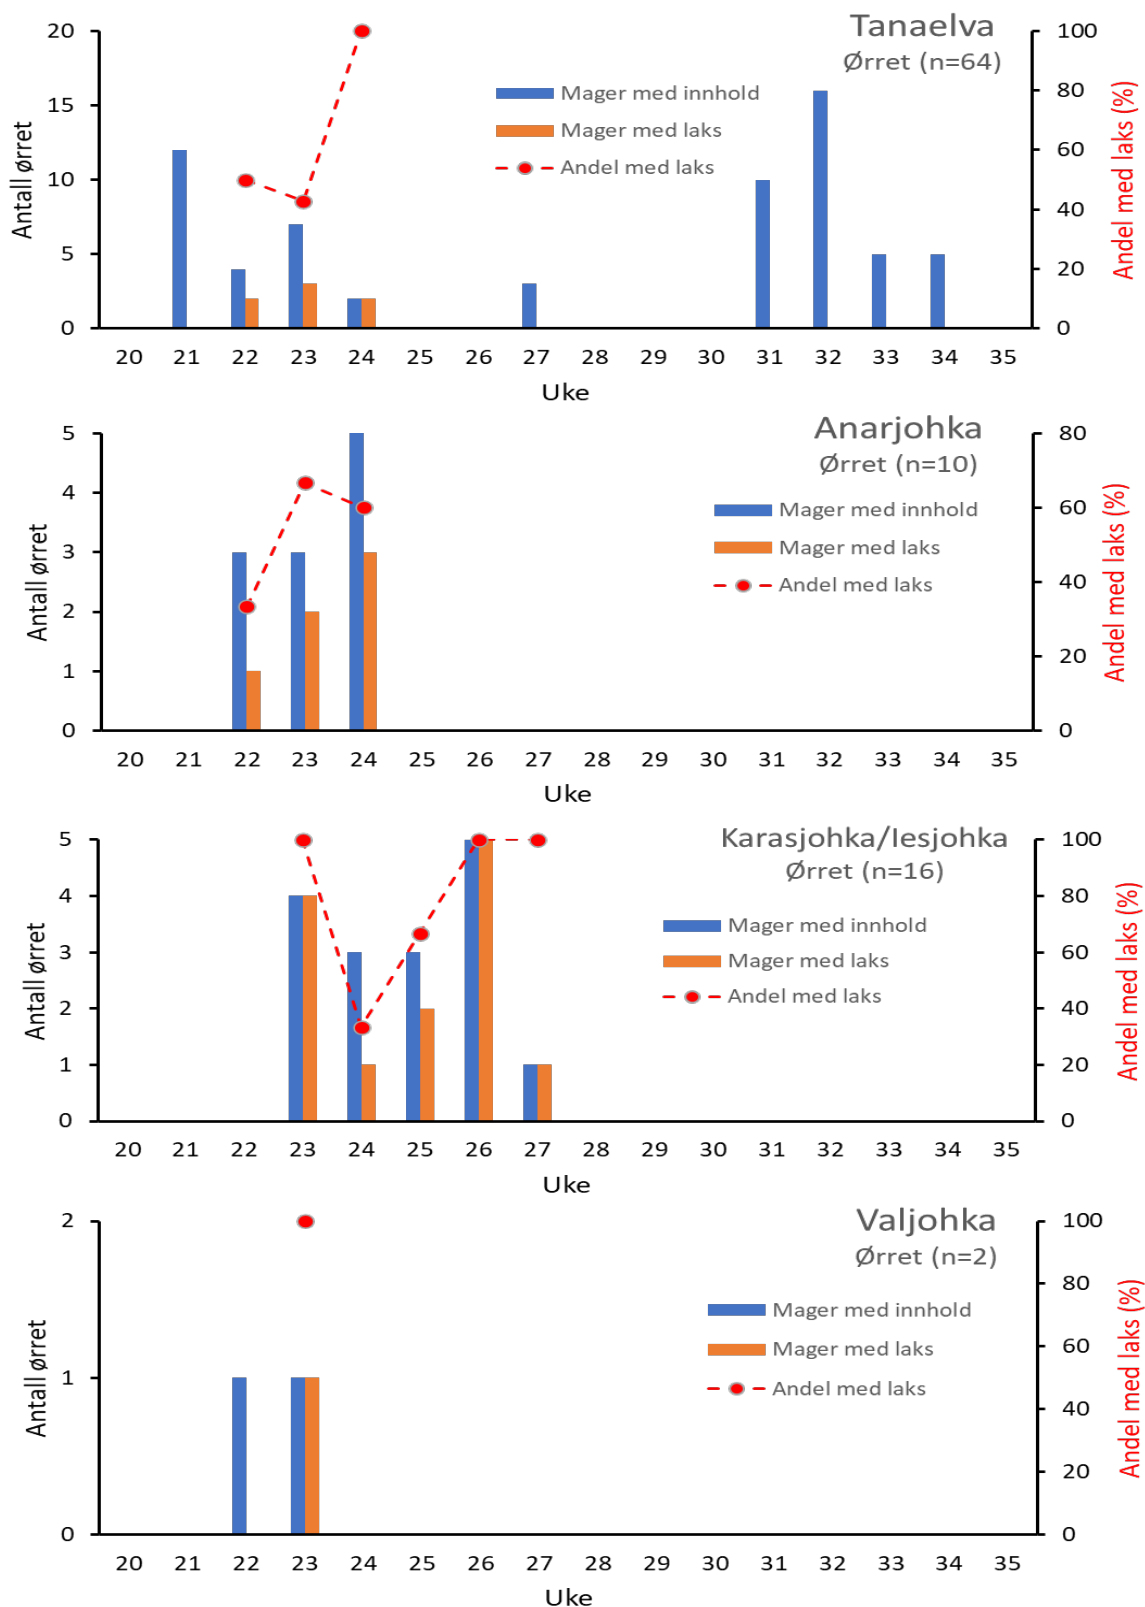 Tanaelva
Ørret (n=64)
Mager med innhold
Mager med laks
Andel med laks
Antall ørret
Andel med laks (%)
20
15
10
5
0
100
80
60
40
20
0
20 21 22 23 24 25 26 27 28 29 30 31 32 33 34 35
Uke
Anarjohka
Ørret (n=10)
Mager med innhold
Mager med laks
Andel med laks
Antall ørret
Andel med laks (%)
5
4
3
2
1
0
80
60
40
20
0
20 21 22 23 24 25 26 27 28 29 30 31 32 33 34 35
Uke
Karasjohka/Iesjohka
Ørret (n=16)
Mager med innhold
Mager med laks
Andel med laks
Antall ørret
Andel med laks (%)
5
4
3
2
1
0
100
80
60
40
20
0
20 21 22 23 24 25 26 27 28 29 30 31 32 33 34 35
Uke
Valjohka
Ørret (n=2)
Mager med innhold
Mager med laks
Andel med laks
Antall ørret
Andel med laks (%)
2
1
0
100
80
60
40
20
0
20 21 22 23 24 25 26 27 28 29 30 31 32 33 34 35
Uke